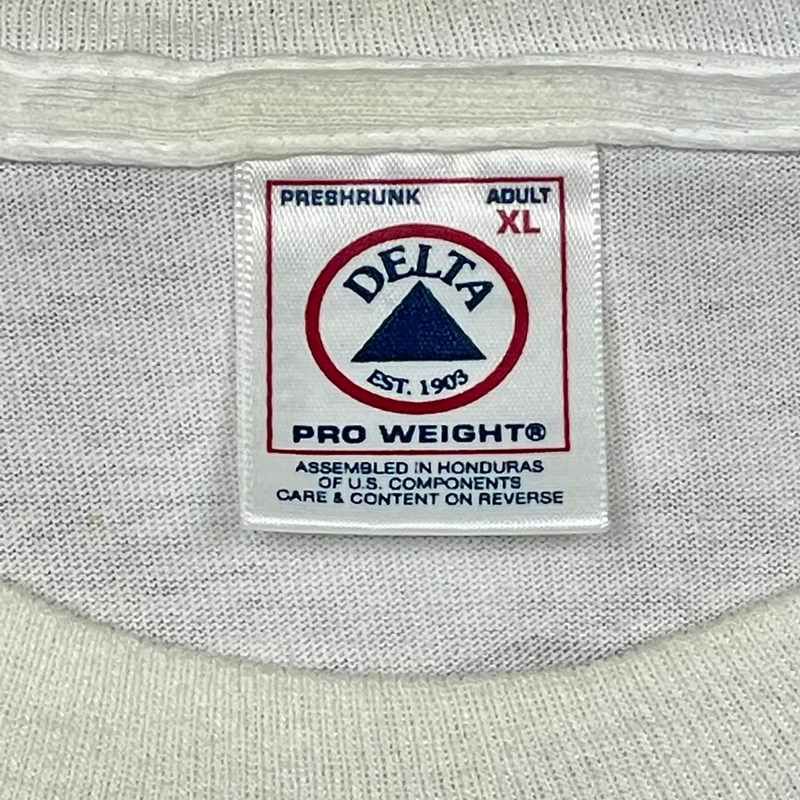 PRESHRUNK ADULT
XL
DELTA
EST. 1903
PRO WEIGHT®
ASSEMBLED IN HONDURAS
OF U.S. COMPONENTS
CARE & CONTENT ON REVERSE